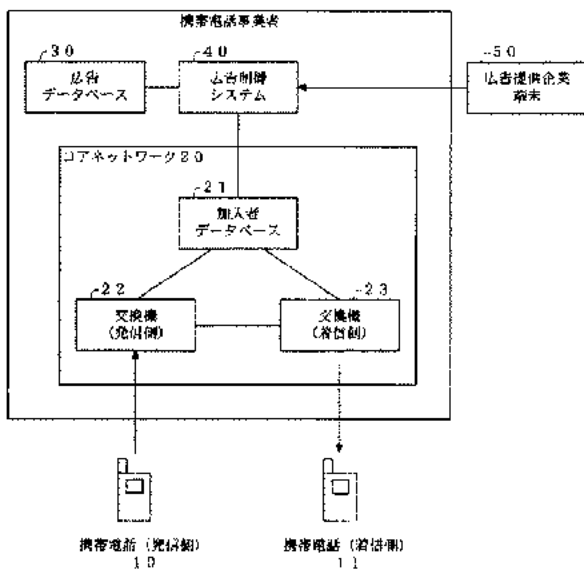 携帯電話事業者
30
広告
データベース
40
広告制御
システム
50
広告提供企業
端末
コアネットワーク20
21
加入者
データベース
22
交換機
(発信側)
23
交換機
(着信側)
携帯電話(発信側)
10
携帯電話(着信側)
11